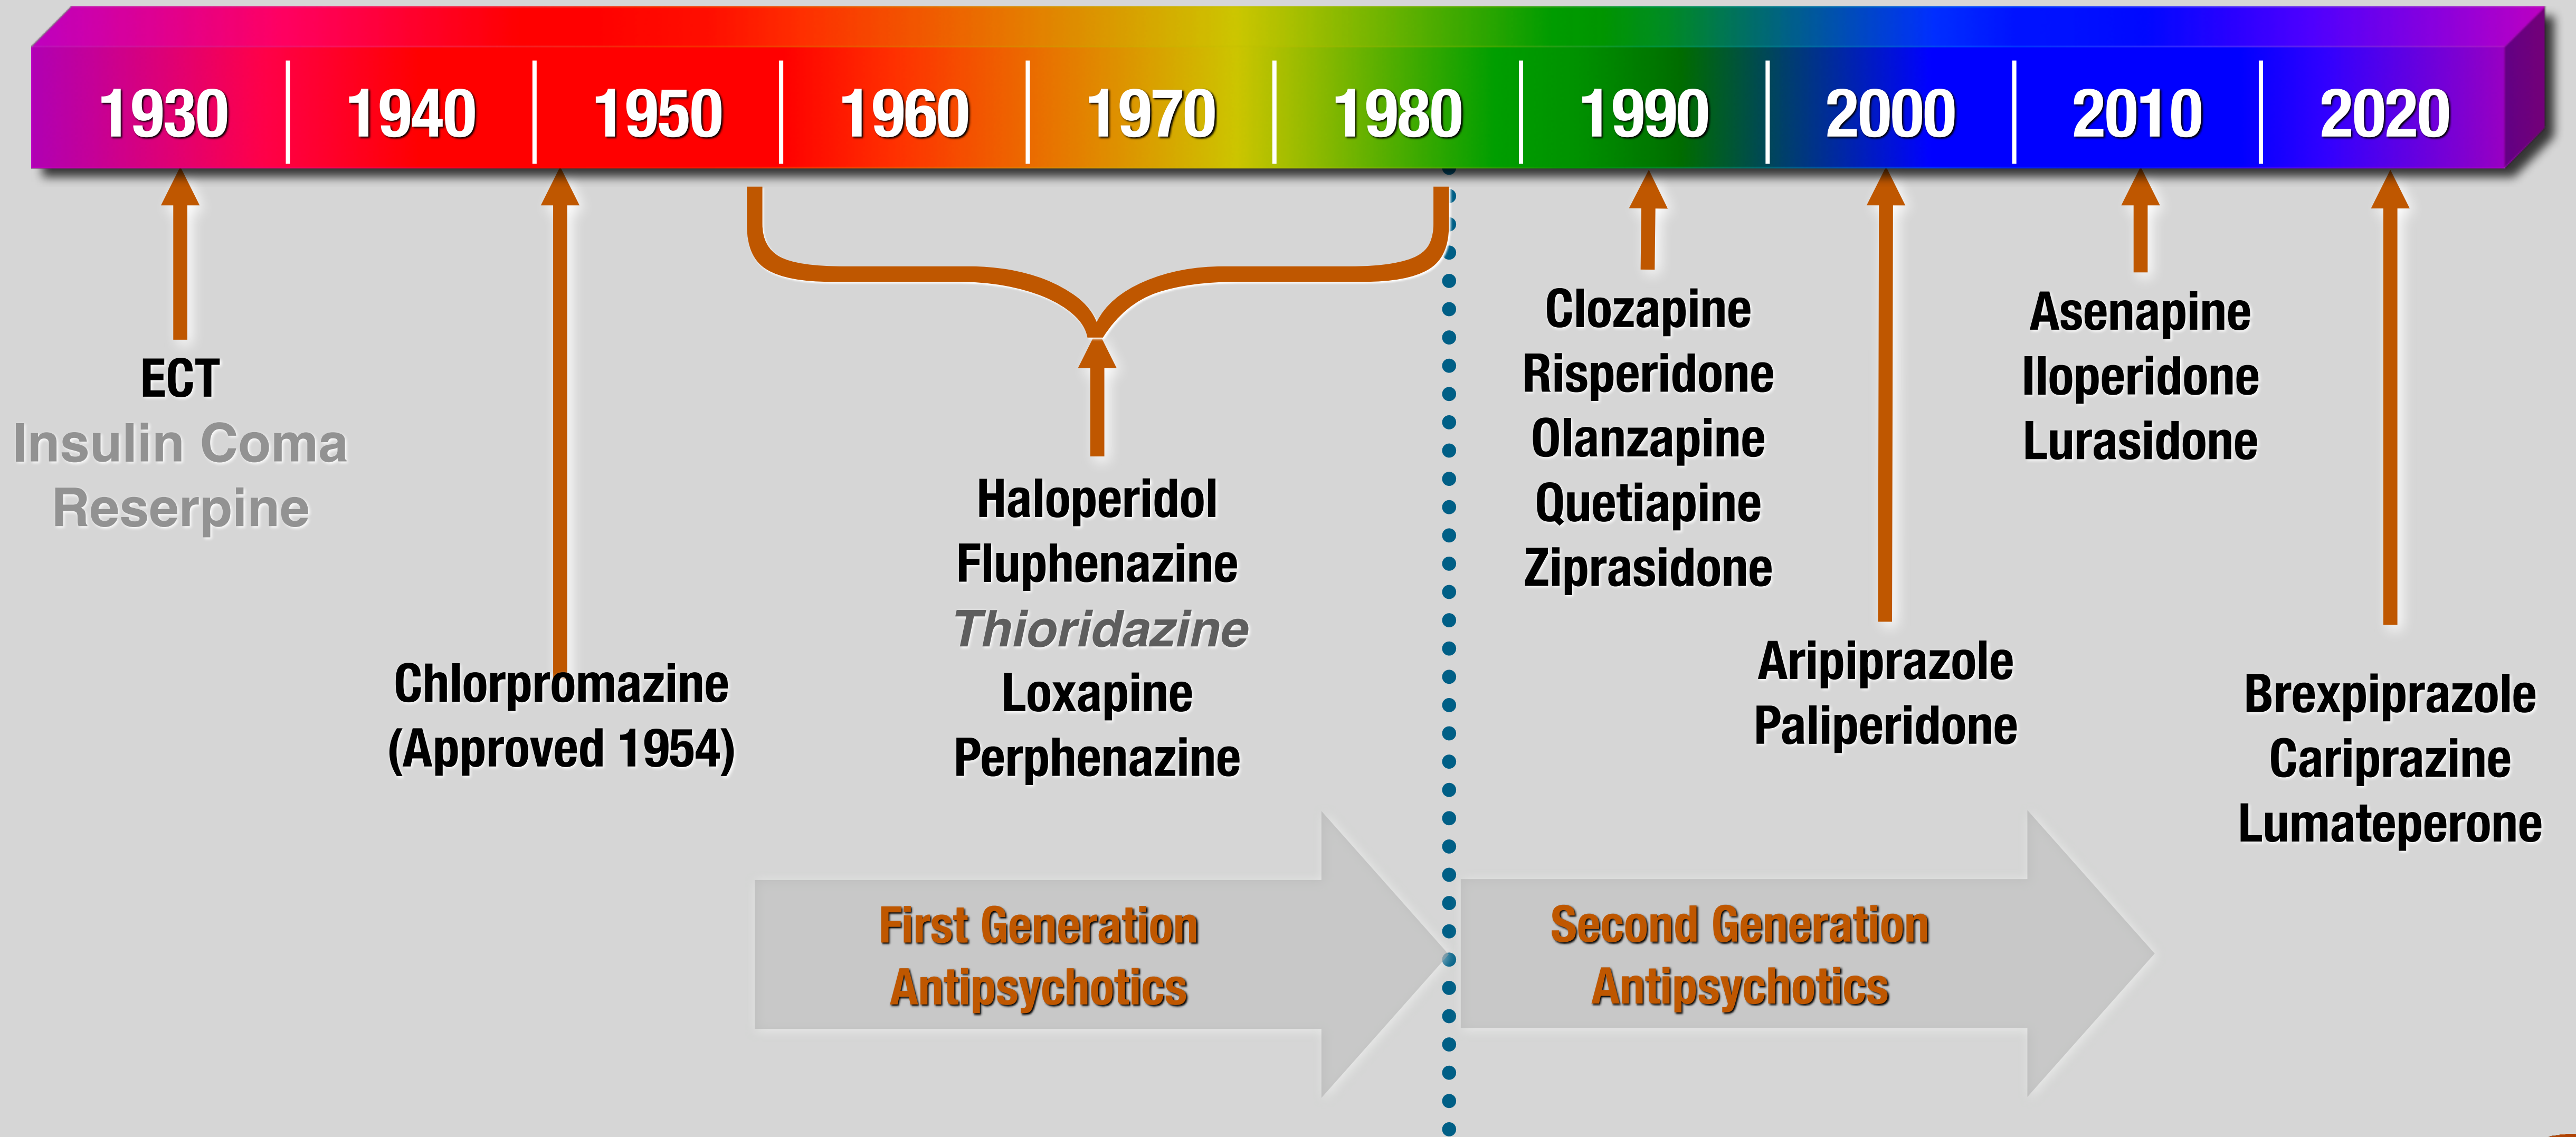 1930 1940 1950 1960 1970 1980 1990 2000 2010 2020
ECT
Insulin Coma
Reserpine
Chlorpromazine
(Approved 1954)
Haloperidol
Fluphenazine
Thioridazine
Loxapine
Perphenazine
Clozapine
Risperidone
Olanzapine
Quetiapine
Ziprasidone
Aripiprazole
Paliperidone
Asenapine
Iloperidone
Lurasidone
Brexpiprazole
Cariprazine
Lumateperone
First Generation
Antipsychotics
Second Generation
Antipsychotics